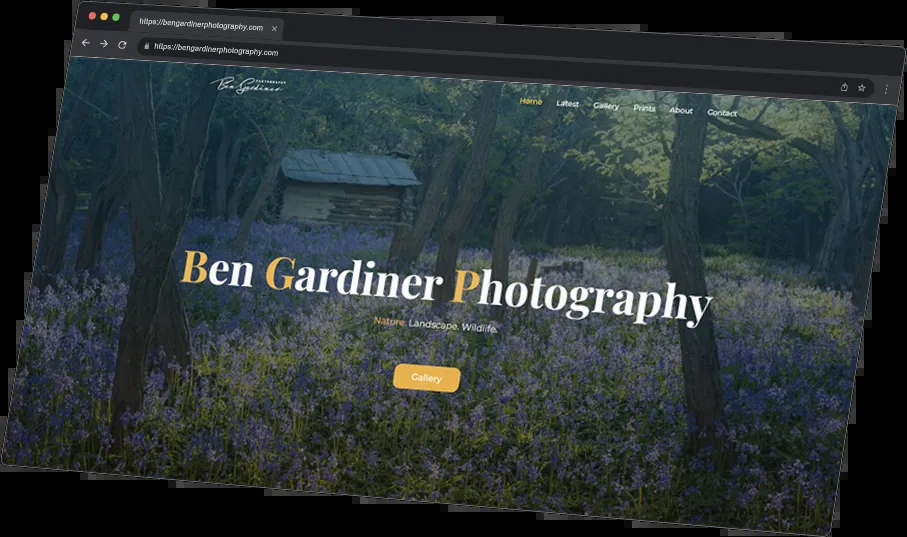 https://bengardinerphotography.com
https://bengardinerphotography.com
PHOTOGRAPHY
Ben Gardiner
Home Latest Gallery Prints About Contact
Ben Gardiner Photography
Nature. Landscape. Wildlife.
Gallery